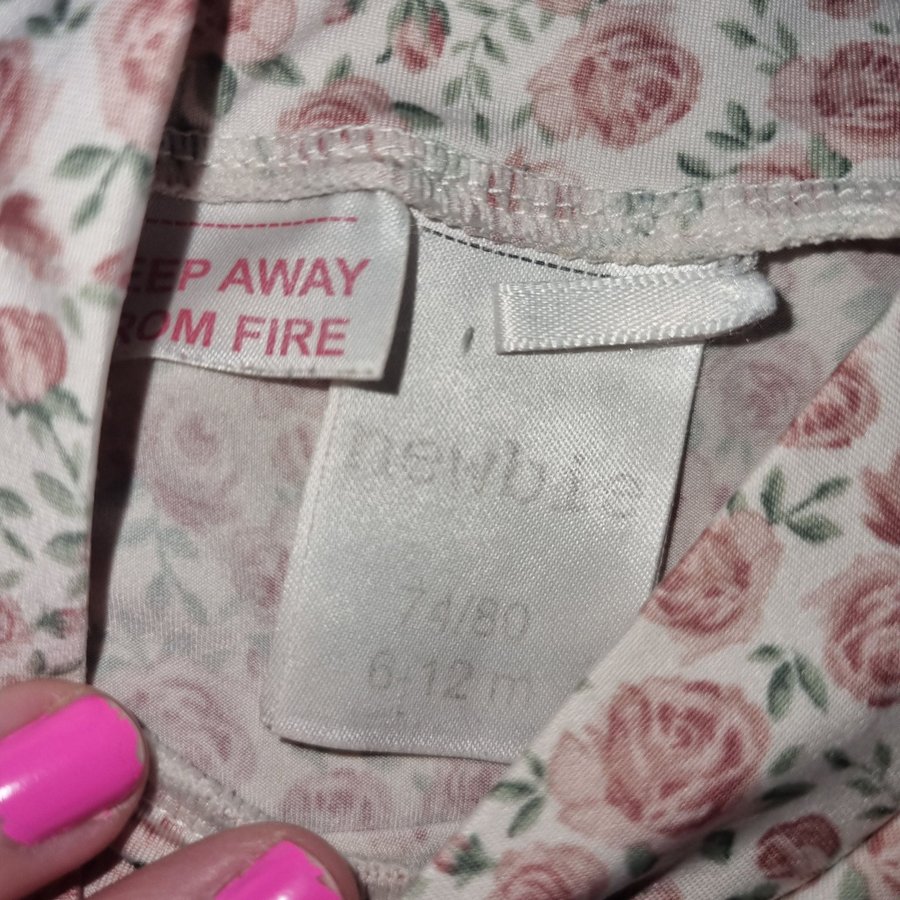 EEP AWAY
ROM FIRE
newbie
74/80
6-12 m